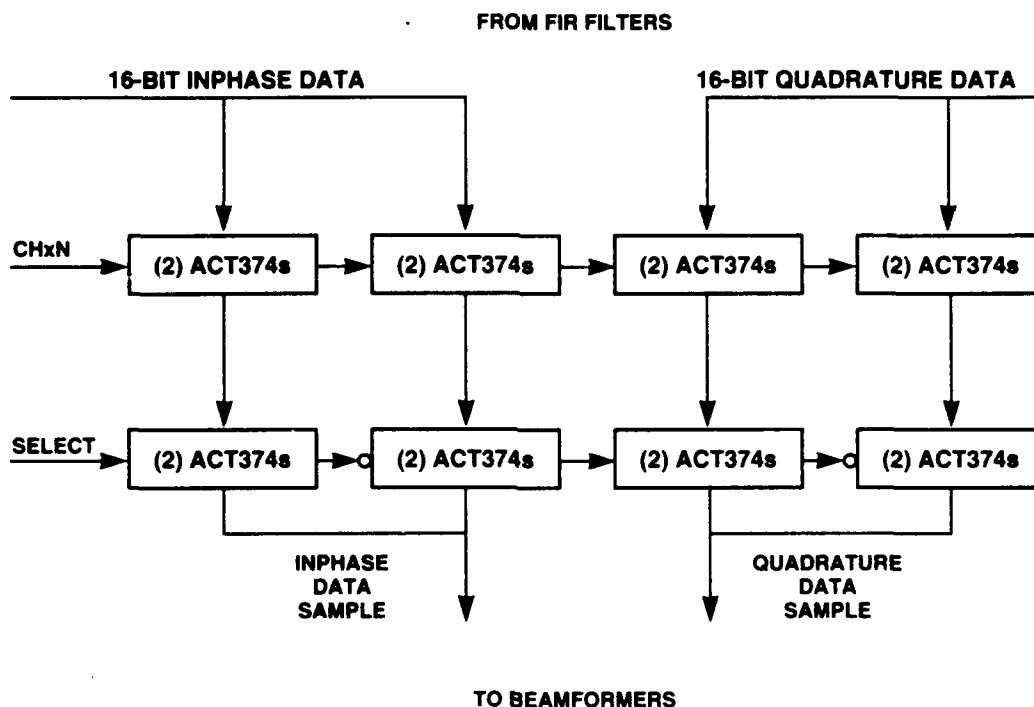 FROM FIR FILTERS
16-BIT INPHASE DATA
16-BIT QUADRATURE DATA
CHxN
(2) ACT374s
(2) ACT374s
(2) ACT374s
(2) ACT374s
SELECT
(2) ACT374s
(2) ACT374s
(2) ACT374s
(2) ACT374s
INPHASE
DATA
SAMPLE
QUADRATURE
DATA
SAMPLE
TO BEAMFORMERS